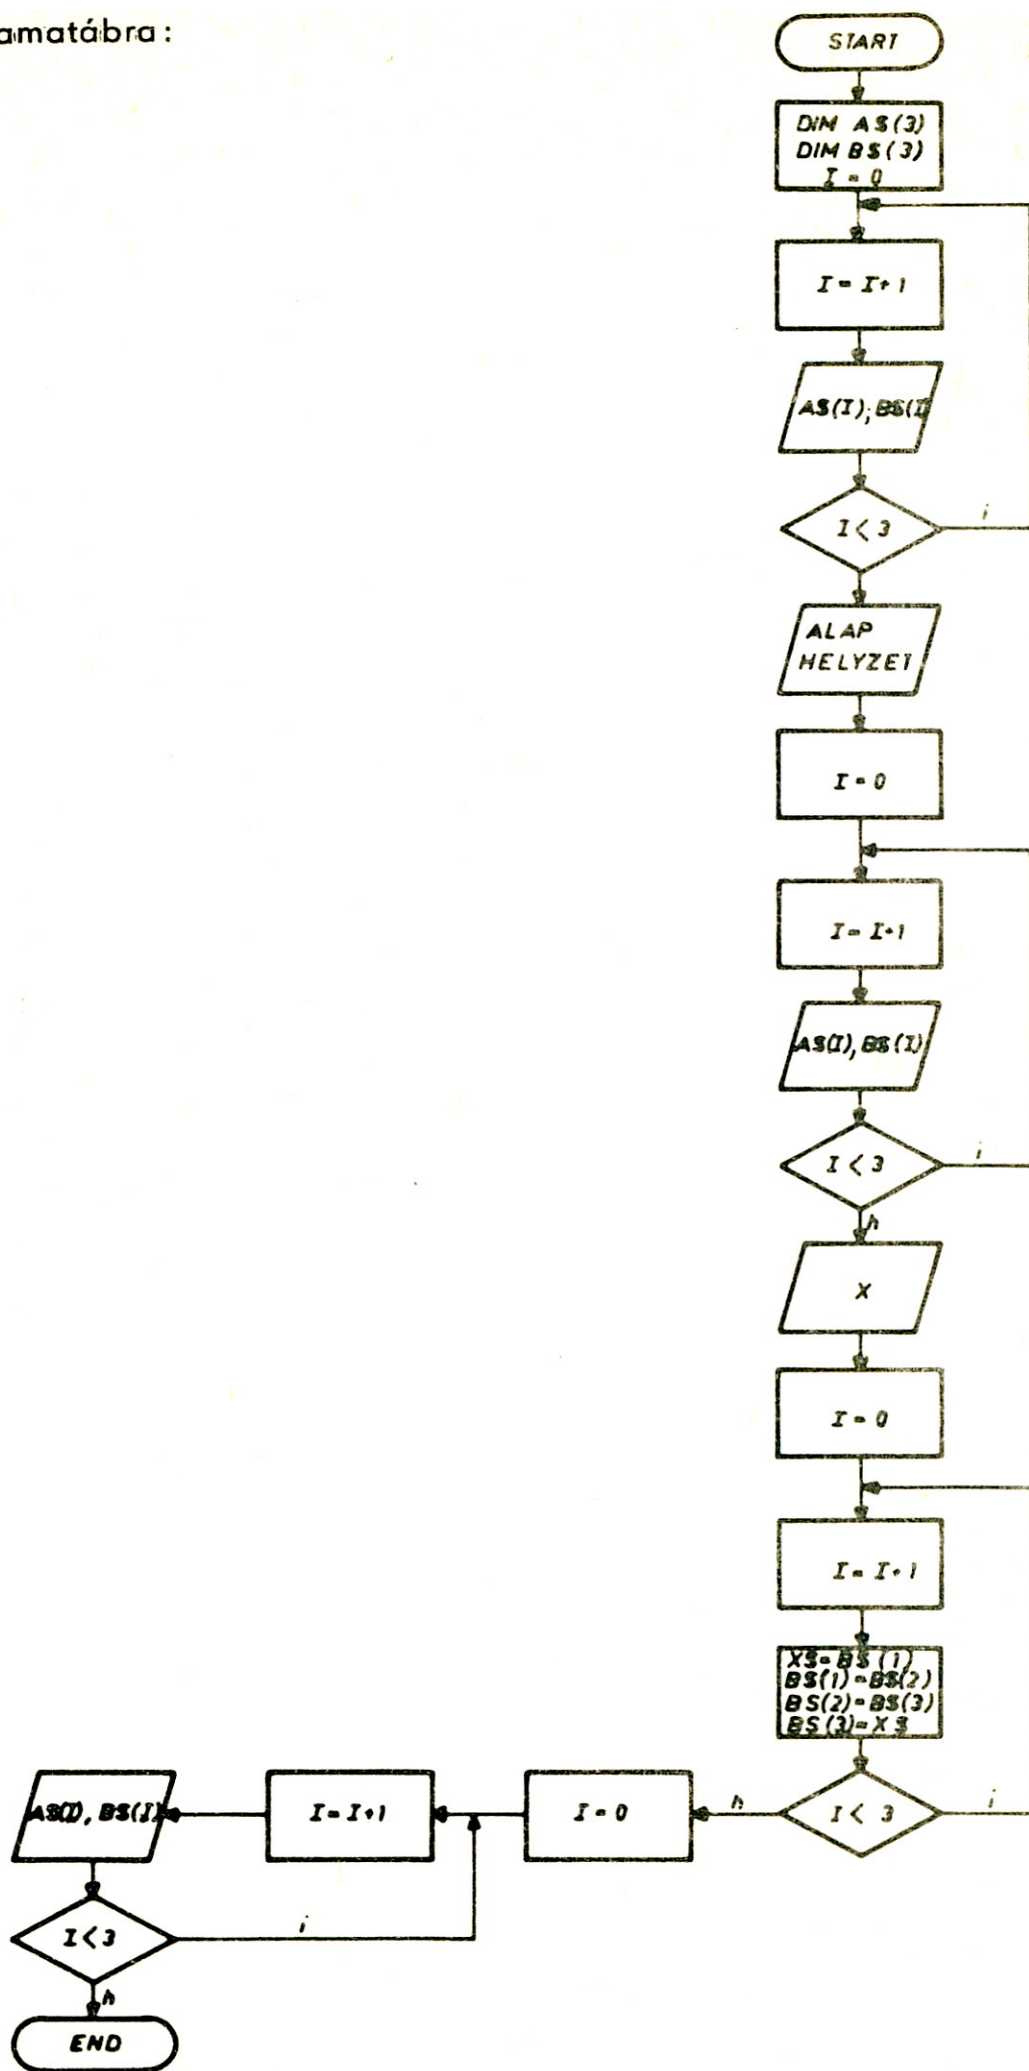 amatábra:
START
DIM A$(3)
DIM B$(3)
I = 0
I = I+1
A$(I); B$(I)
I < 3
i
ALAP
HELYZET
I = 0
I = I+1
A$(I), B$(I)
I < 3
i
h
X
I = 0
I = I+1
X$=B$(1)
B$(1)=B$(2)
B$(2)=B$(3)
B$(3)=X$
I < 3
i
h
I = 0
I = I+1
A$(I), B$(I)
I < 3
i
h
END